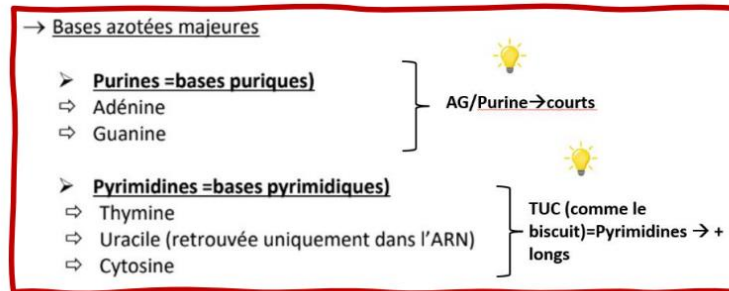 → Bases azotées majeures
➤ Purines =bases puriques)
⇨ Adénine
⇨ Guanine
AG/Purine→courts
➤ Pyrimidines =bases pyrimidiques)
⇨ Thymine
⇨ Uracile (retrouvée uniquement dans l'ARN)
⇨ Cytosine
TUC (comme le
biscuit)=Pyrimidines → +
longs